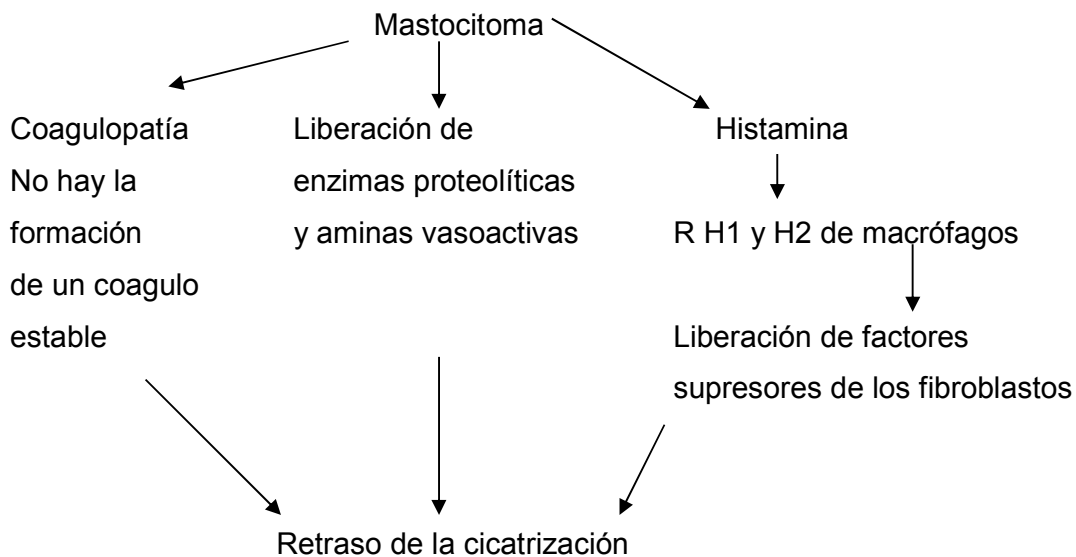 Mastocitoma
Coagulopatía
No hay la
formación
de un coagulo
estable
Liberación de
enzimas proteolíticas
y aminas vasoactivas
Histamina
R H1 y H2 de macrófagos
Liberación de factores
supresores de los fibroblastos
Retraso de la cicatrización